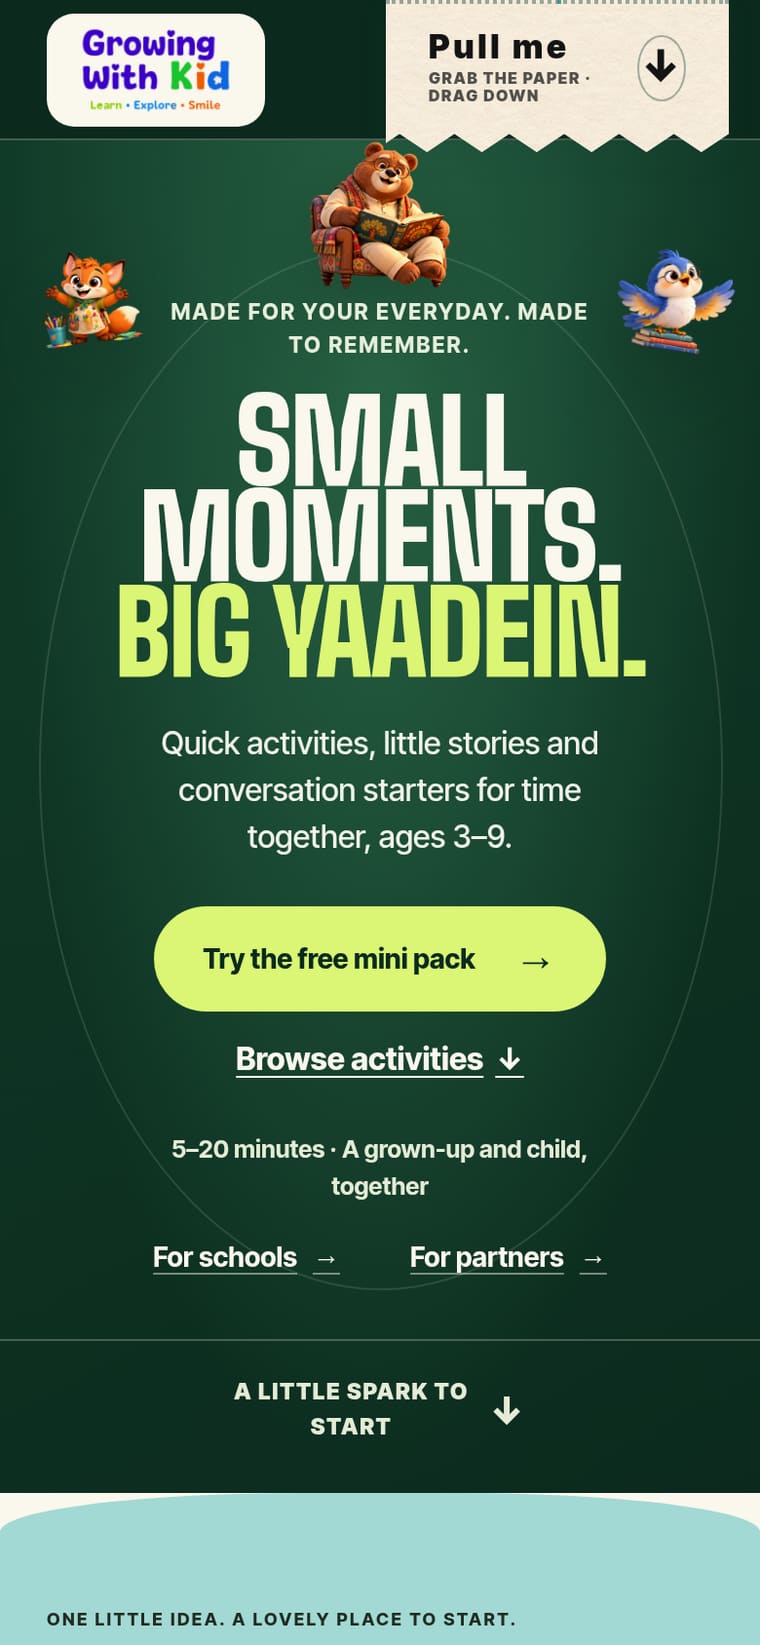 Growing
With Kid
Learn • Explore • Smile
Pull me
GRAB THE PAPER ·
DRAG DOWN
MADE FOR YOUR EVERYDAY. MADE
TO REMEMBER.
SMALL
MOMENTS.
BIG YAADEIN.
Quick activities, little stories and
conversation starters for time
together, ages 3–9.
Try the free mini pack →
Browse activities ↓
5–20 minutes · A grown-up and child,
together
For schools → For partners →
A LITTLE SPARK TO
START ↓
ONE LITTLE IDEA. A LOVELY PLACE TO START.